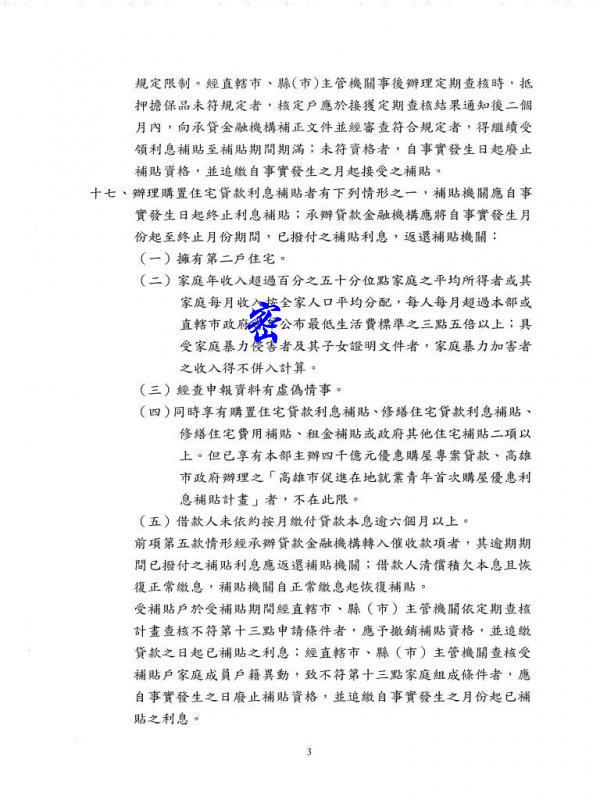 規定限制。經直轄市、縣(市)主管機關事後辦理定期查核時，抵
押擔保品未符規定者，核定戶應於接獲定期查核結果通知後二個
月內，向承貸金融機構補正文件並經審查符合規定者，得繼續受
領利息補貼至補貼期間期滿；未符資格者，自事實發生日起廢止
補貼資格，並追繳自事實發生之月起接受之補貼。
十七、辦理購置住宅貸款利息補貼者有下列情形之一，補貼機關應自事
實發生日起終止利息補貼；承辦貸款金融機構應將自事實發生月
份起至終止月份期間，已撥付之補貼利息，返還補貼機關：
（一）擁有第二戶住宅。
（二）家庭年收入超過百分之五十分位點家庭之平均所得者或其
家庭每月收入按全家人口平均分配，每人每月超過本部或
直轄市政府公布最低生活費標準之三點五倍以上；具
密
受家庭暴力侵害者及其子女證明文件者，家庭暴力加害者
之收入得不併入計算。
（三）經查申報資料有虛偽情事。
（四）同時享有購置住宅貸款利息補貼、修繕住宅貸款利息補貼、
修繕住宅費用補貼、租金補貼或政府其他住宅補貼二項以
上。但已享有本部主辦四千億元優惠購屋專案貸款、高雄
市政府辦理之「高雄市促進在地就業青年首次購屋優惠利
息補貼計畫」者，不在此限。
（五）借款人未依約按月繳付貸款本息逾六個月以上。
前項第五款情形經承辦貸款金融機構轉入催收款項者，其逾期期
間已撥付之補貼利息應返還補貼機關；借款人清償積欠本息且恢
復正常繳息，補貼機關自正常繳息起恢復補貼。
受補貼戶於受補貼期間經直轄市、縣（市）主管機關依定期查核
計畫查核不符第十三點申請條件者，應予撤銷補貼資格，並追繳
貸款之日起已補貼之利息；經直轄市、縣（市）主管機關查核受
補貼戶家庭成員戶籍異動，致不符第十三點家庭組成條件者，應
自事實發生之日廢止補貼資格，並追繳自事實發生之月份起已補
貼之利息。
3